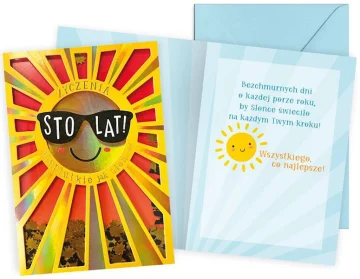 ŻYCZENIA
STO LAT!
Bezchmurnych dni
o każdej porze roku,
by Słońce świeciło
na każdym Twym kroku!
Wszystkiego,
co najlepsze!